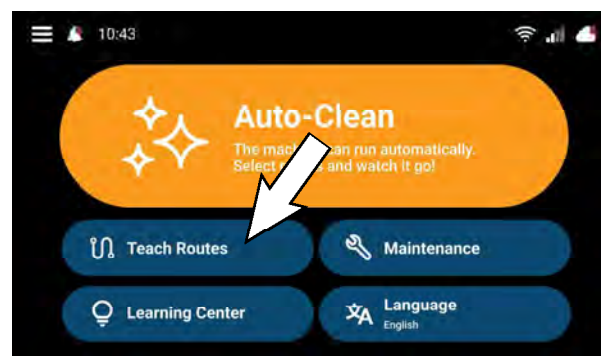 10:43
Auto-Clean
The can run automatically.
Select and watch it go!
Teach Routes
Maintenance
Learning Center
Language
English